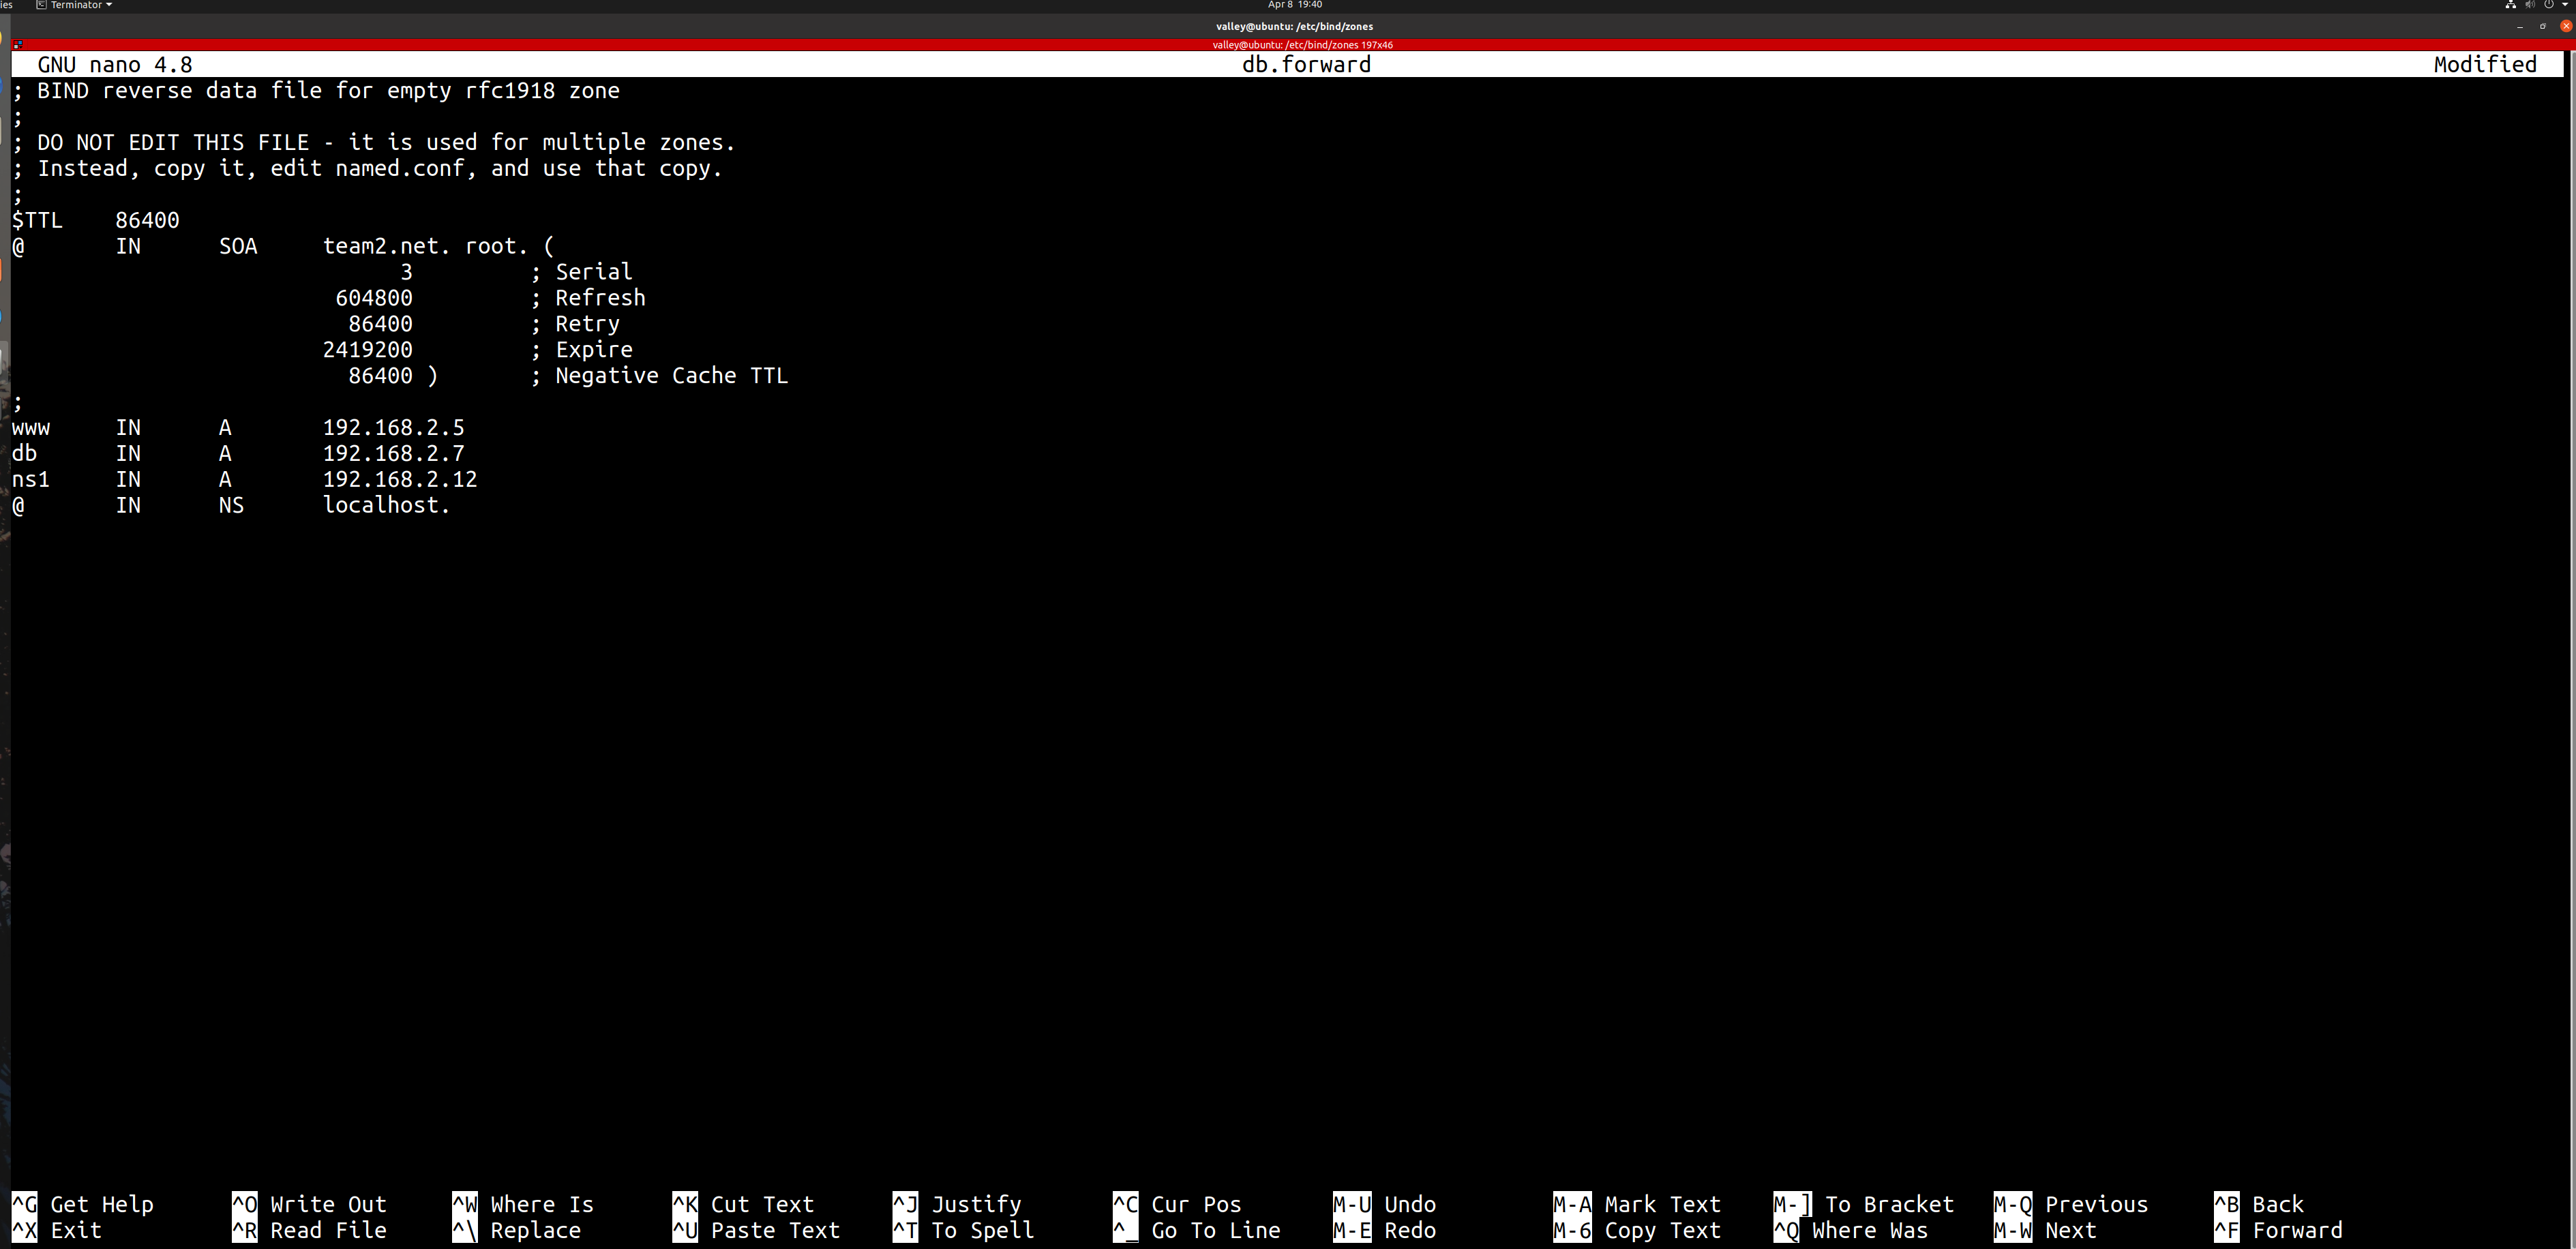 ies Terminator Apr 8 19:40
valley@ubuntu: /etc/bind/zones
valley@ubuntu: /etc/bind/zones 197x46
GNU nano 4.8 db.forward Modified
; BIND reverse data file for empty rfc1918 zone
;
; DO NOT EDIT THIS FILE - it is used for multiple zones.
; Instead, copy it, edit named.conf, and use that copy.
;
$TTL 86400
@ IN SOA team2.net. root. (
3 ; Serial
604800 ; Refresh
86400 ; Retry
2419200 ; Expire
86400 ) ; Negative Cache TTL
;
www IN A 192.168.2.5
db IN A 192.168.2.7
ns1 IN A 192.168.2.12
@ IN NS localhost.
^G Get Help ^O Write Out ^W Where Is ^K Cut Text ^J Justify ^C Cur Pos M-U Undo M-A Mark Text M-] To Bracket M-Q Previous ^B Back
^X Exit ^R Read File ^\ Replace ^U Paste Text ^T To Spell ^_ Go To Line M-E Redo M-6 Copy Text ^Q Where Was M-W Next ^F Forward